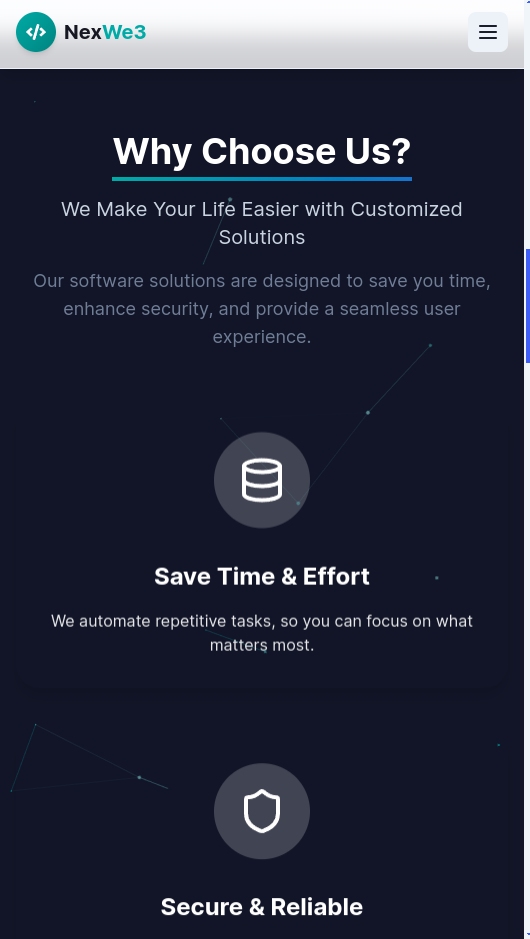 NexWe3
Why Choose Us?
We Make Your Life Easier with Customized
Solutions
Our software solutions are designed to save you time,
enhance security, and provide a seamless user
experience.
Save Time & Effort
We automate repetitive tasks, so you can focus on what
matters most.
Secure & Reliable